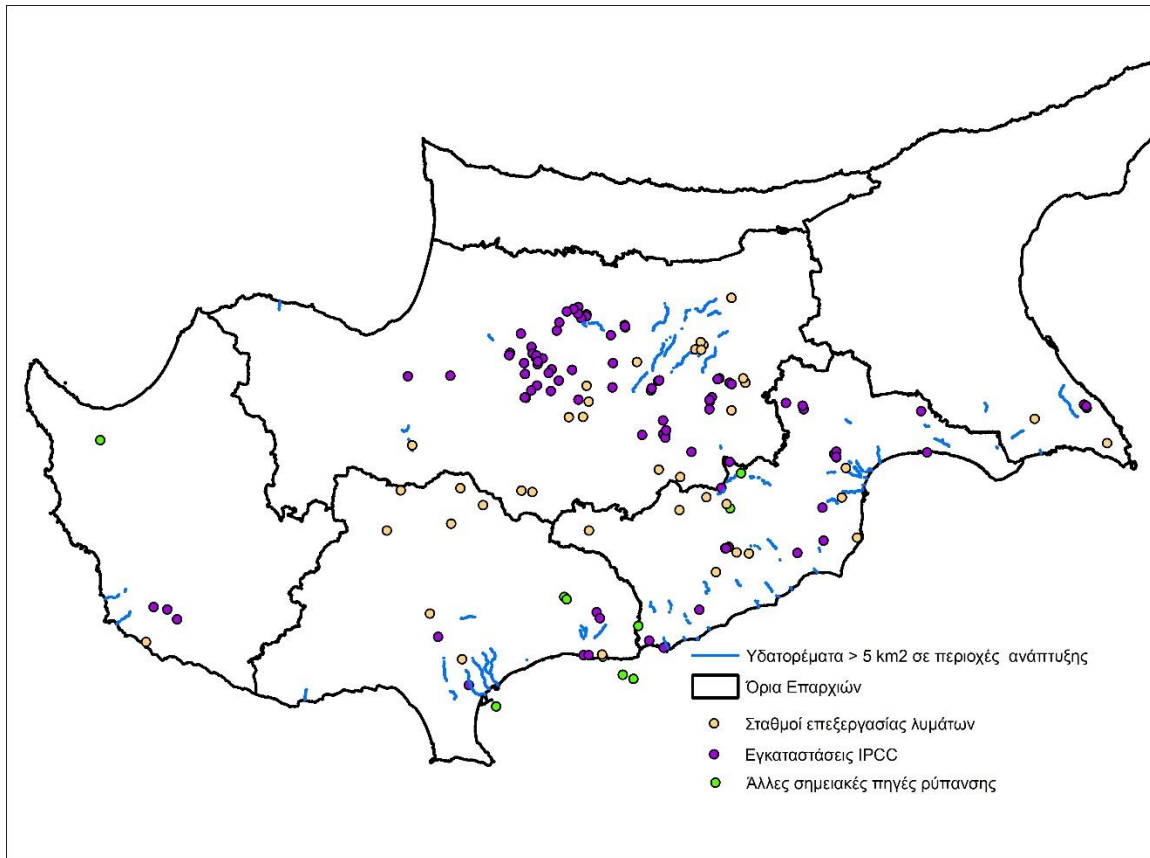 Υδατορέματα > 5 km2 σε περιοχές ανάπτυξης
Όρια Επαρχιών
Σταθμοί επεξεργασίας λυμάτων
Εγκαταστάσεις IPCC
Άλλες σημειακές πηγές ρύπανσης